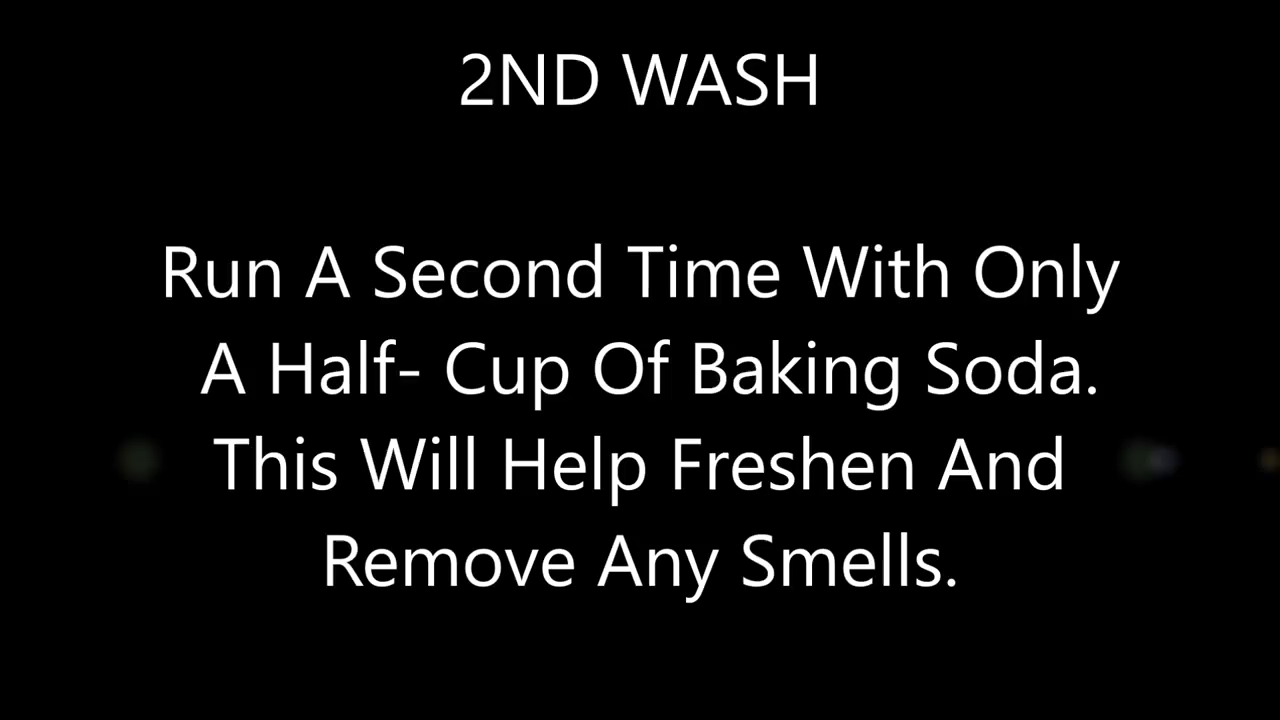 2ND WASH
Run A Second Time With Only
A Half- Cup Of Baking Soda.
This Will Help Freshen And
Remove Any Smells.